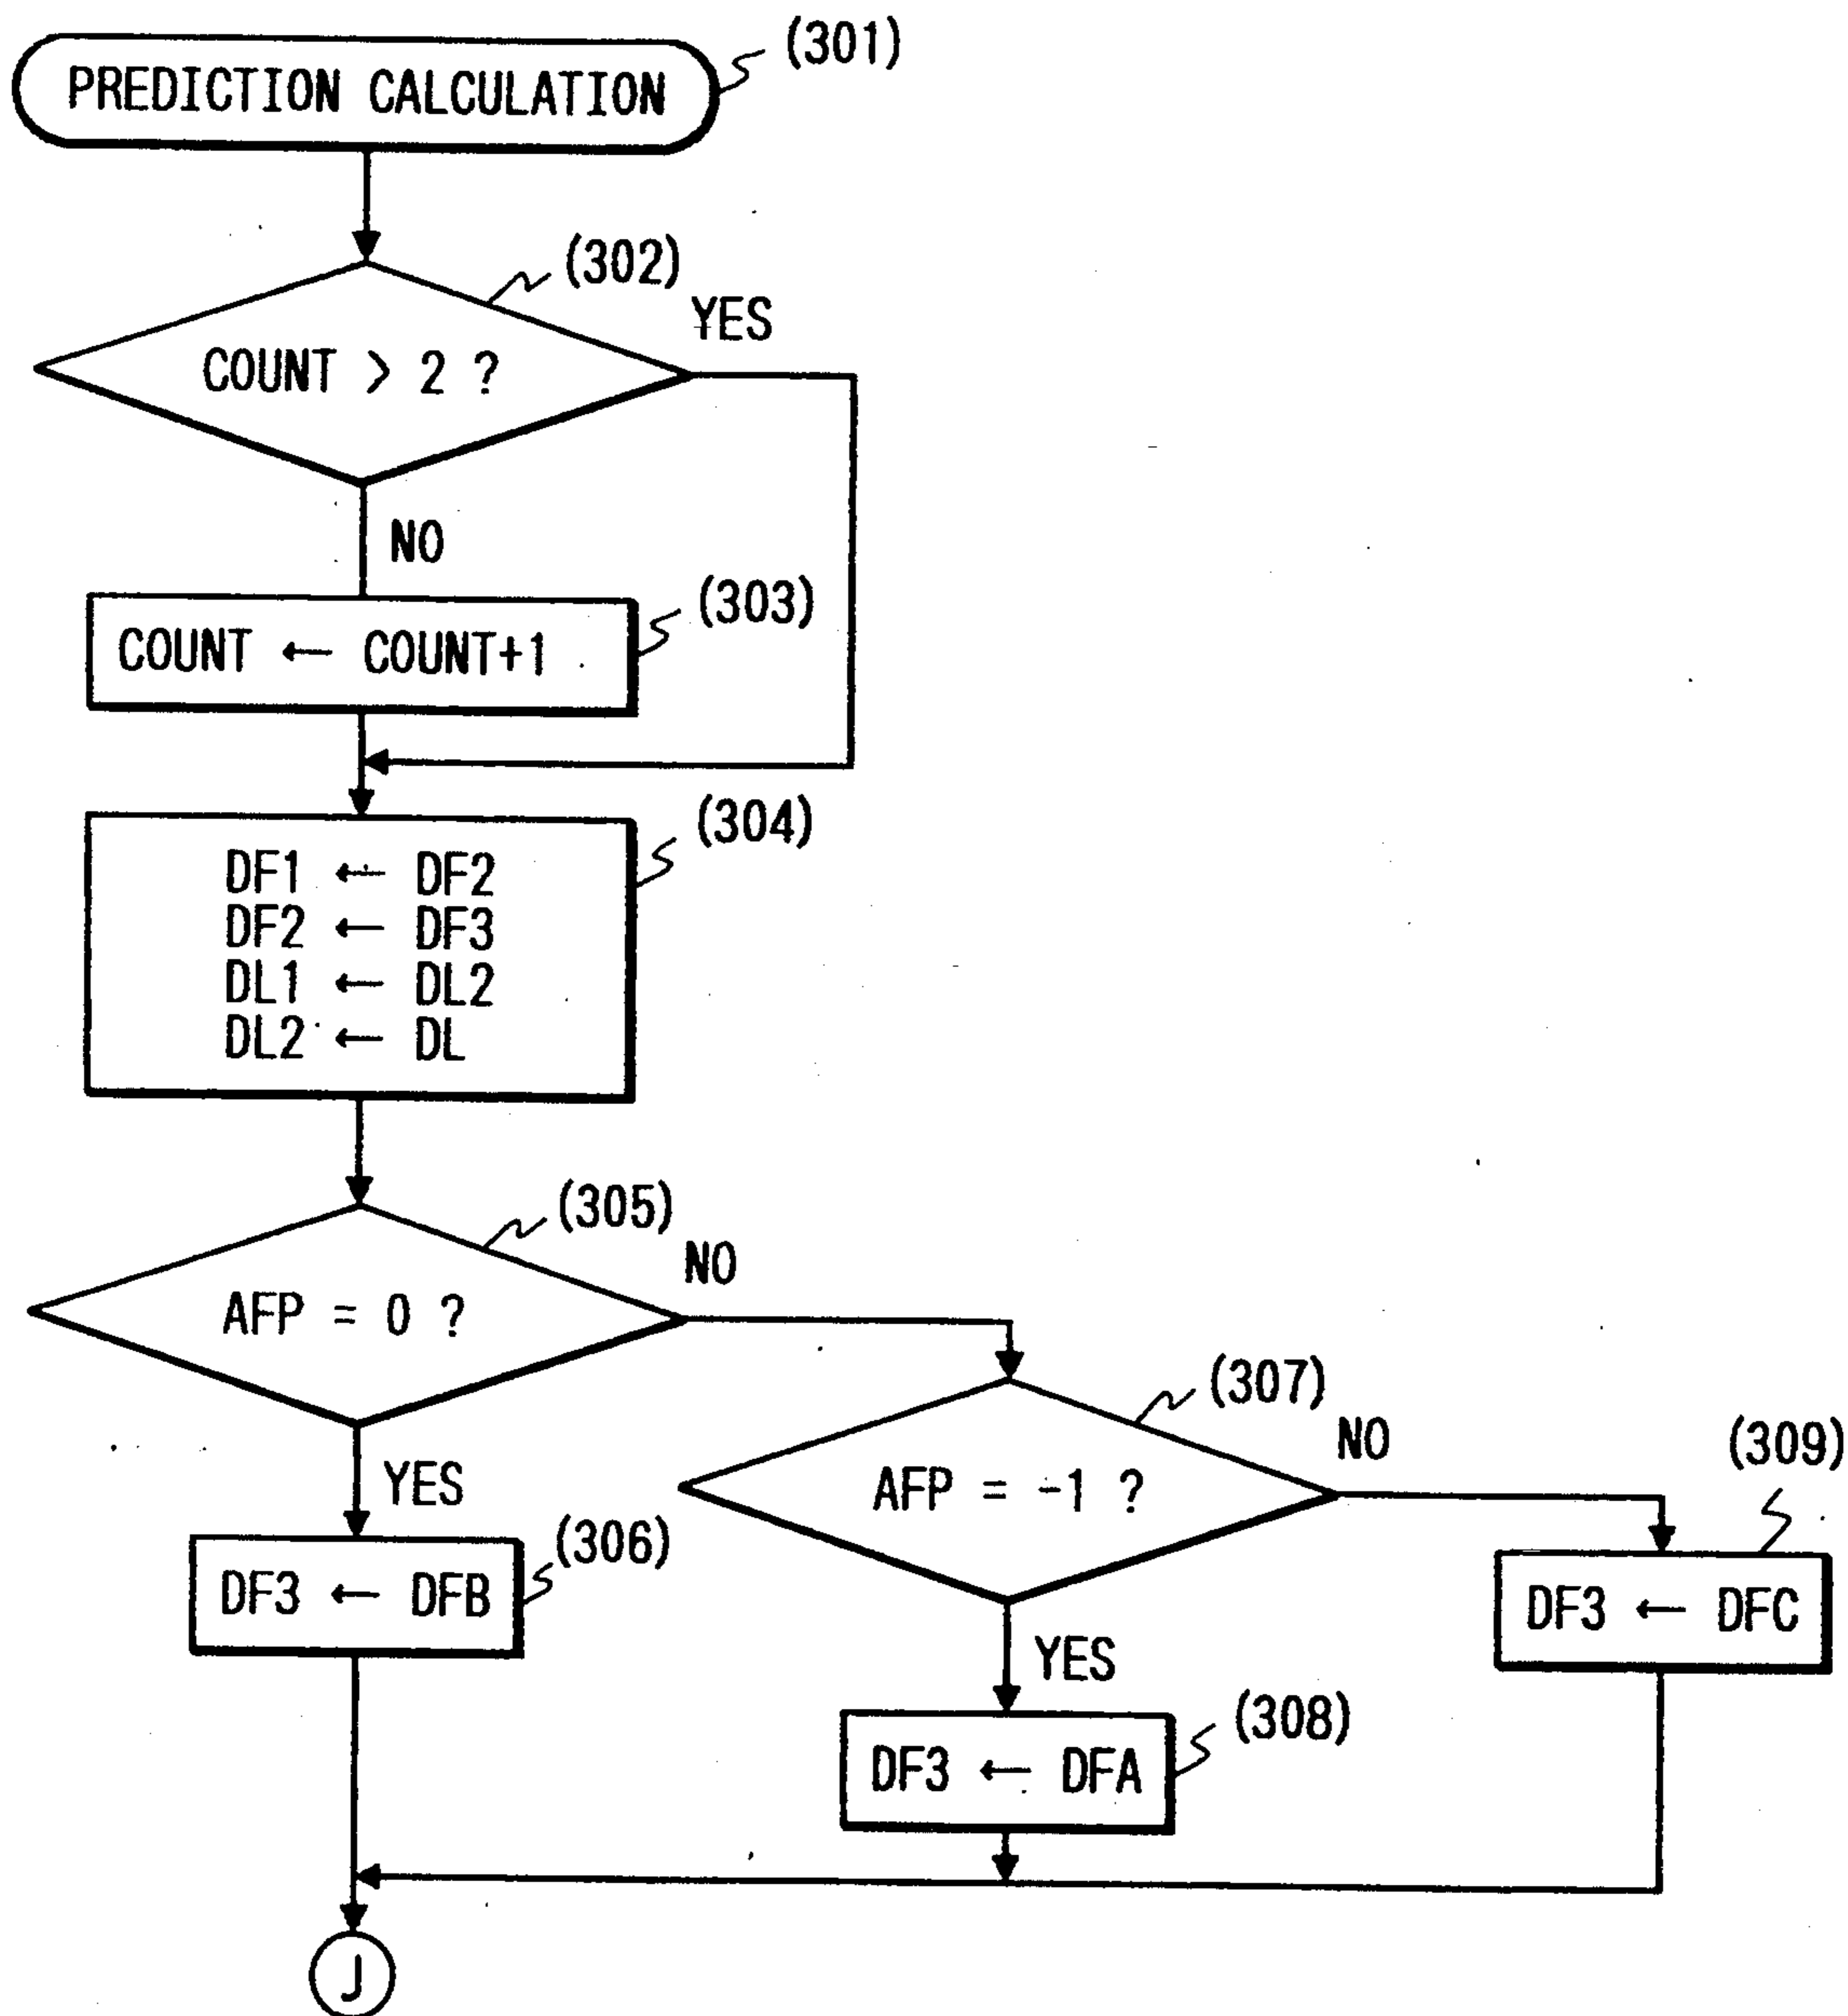 (301)
PREDICTION CALCULATION
(302)
YES
COUNT > 2 ?
NO
(303)
COUNT ← COUNT+1
(304)
DF1 ← DF2
DF2 ← DF3
DL1 ← DL2
DL2 ← DL
(305)
NO
AFP = 0 ?
(307)
NO
(309)
YES
AFP = -1 ?
(306)
DF3 ← DFB
DF3 ← DFC
YES
(308)
DF3 ← DFA
J